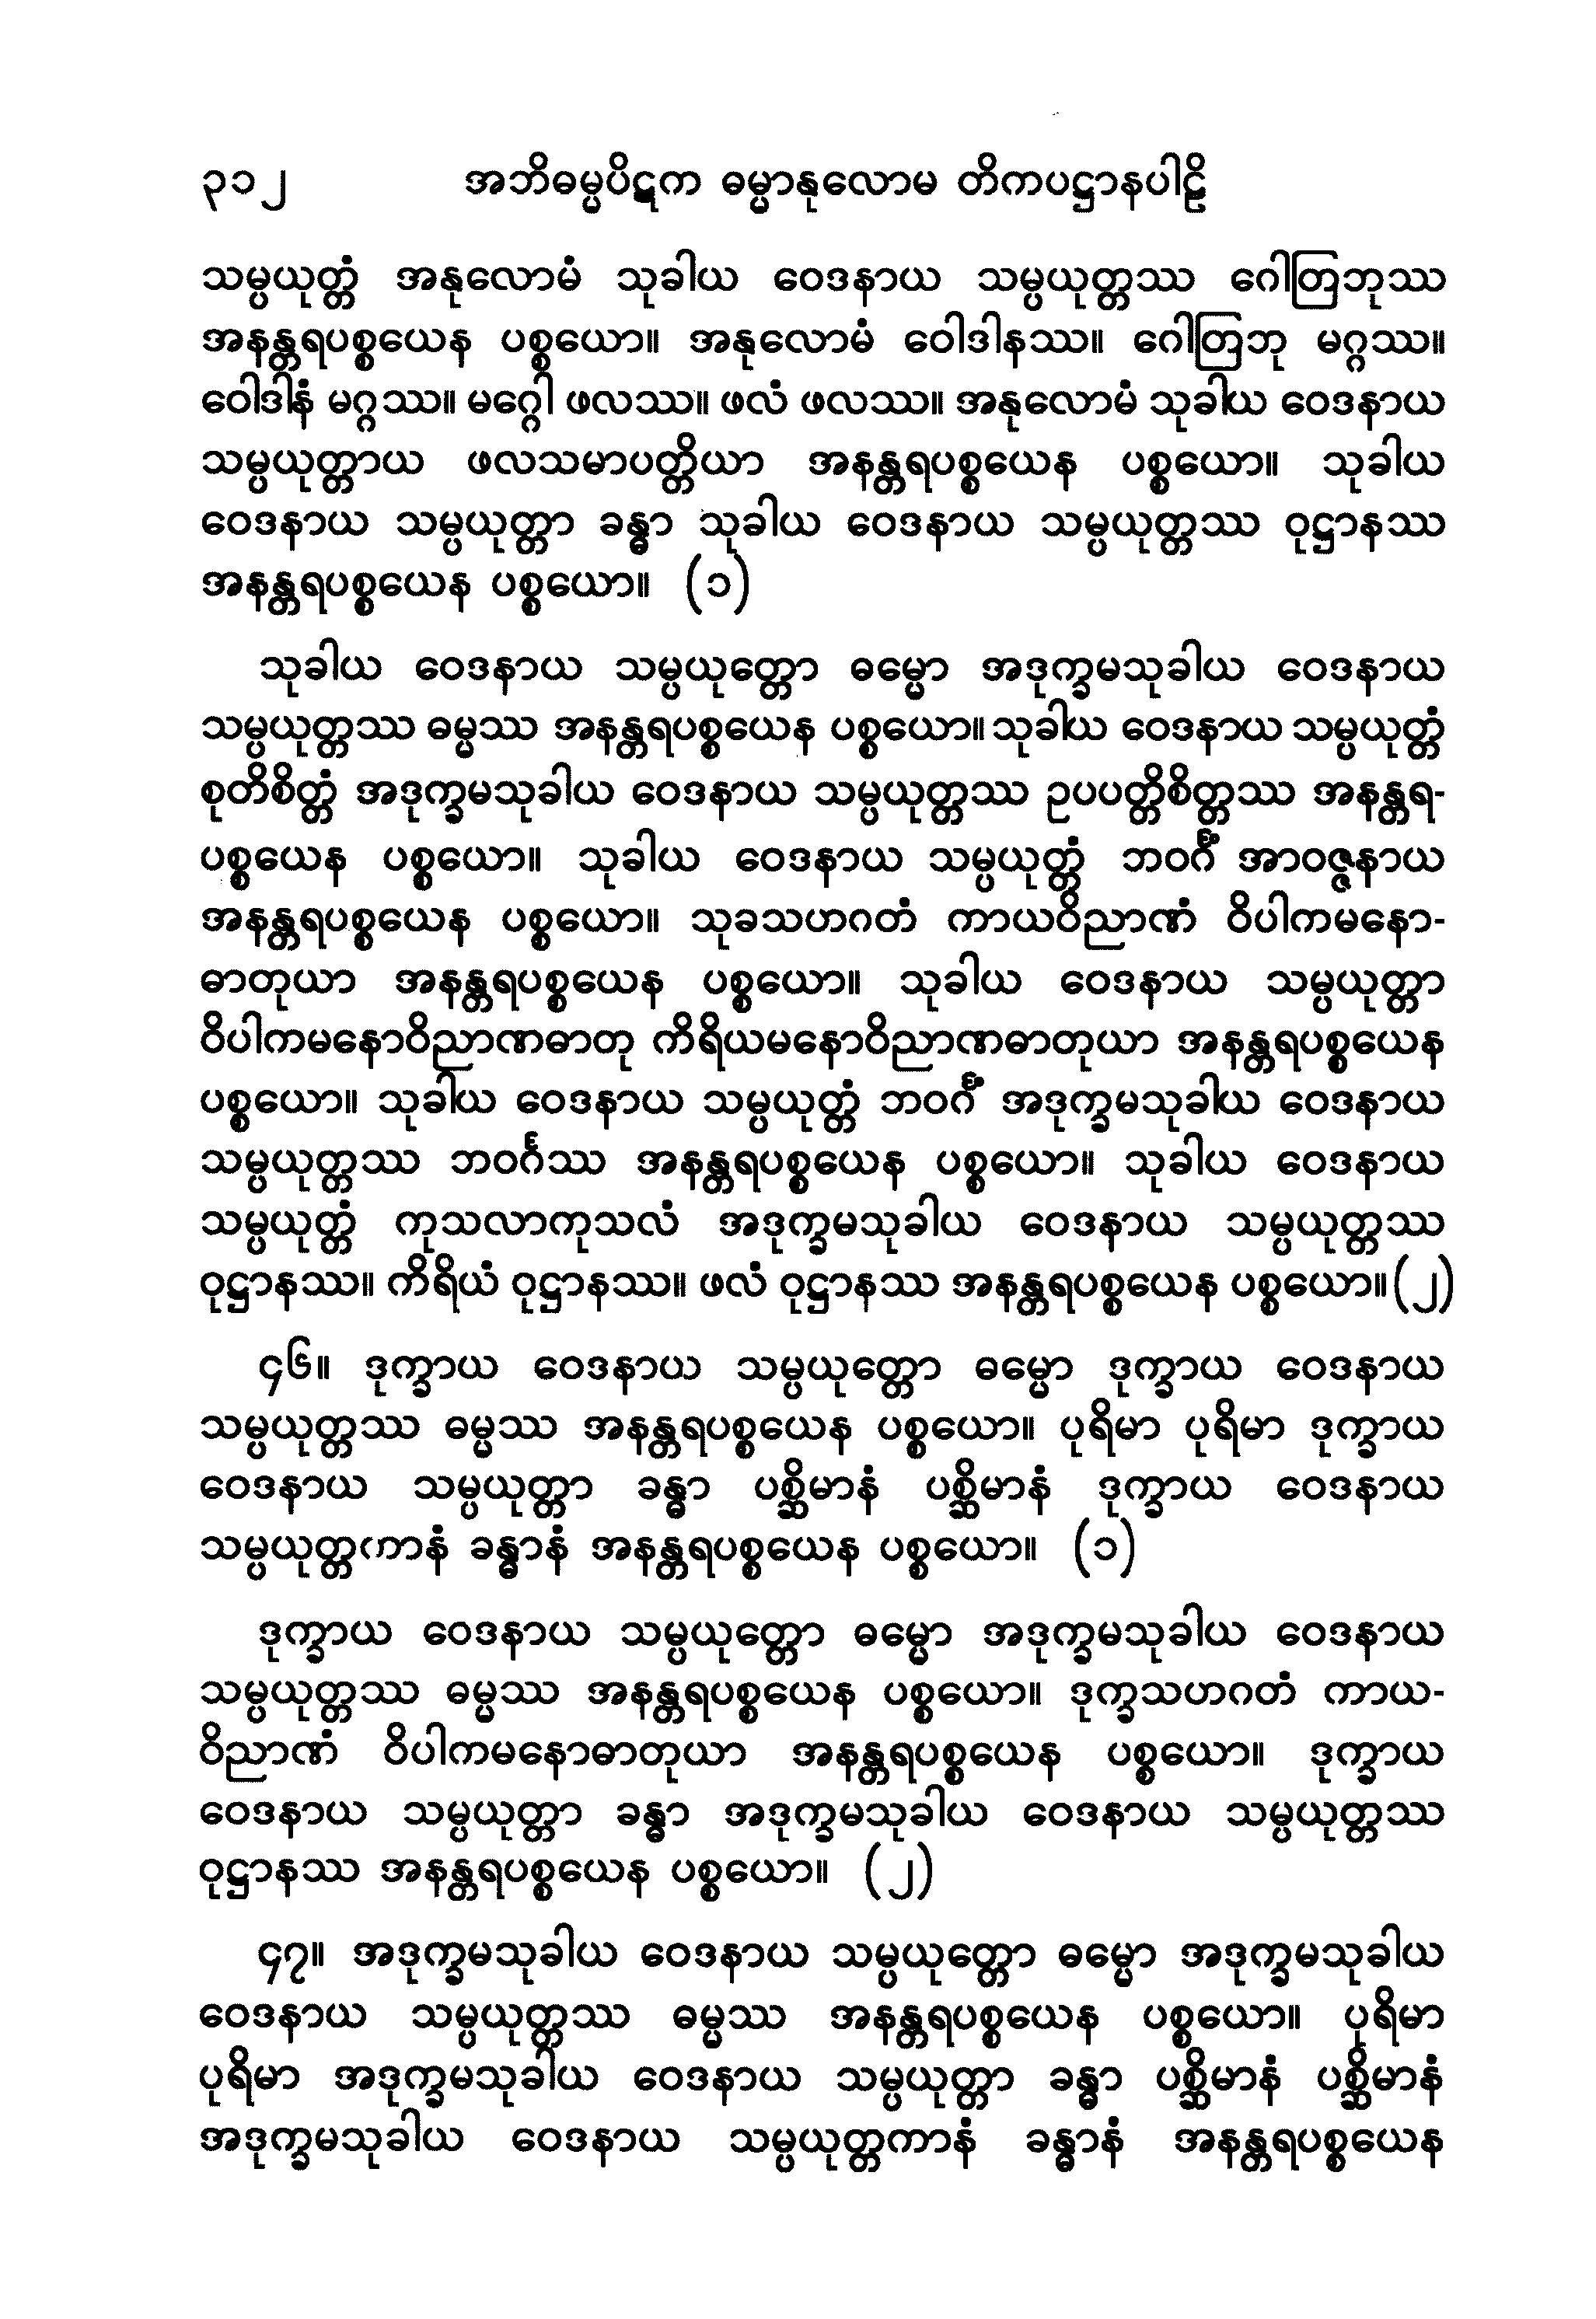 ၃၁၂ အဘိဓမ္မပိဋက ဓမ္မာနုလောမ တိကပဋ္ဌာနပါဠိ
သမ္ပယုတ္တံ အနုလောမံ သုခါယ ဝေဒနာယ သမ္ပယုတ္တဿ ဂေါတြဘုဿ
အနန္တရပစ္စယေန ပစ္စယော။ အနုလောမံ ဝေါဒါနဿ။ ဂေါတြဘု မဂ္ဂဿ။
ဝေါဒါနံ မဂ္ဂဿ။ မဂ္ဂေါ ဖလဿ။ ဖလံ ဖလဿ။ အနုလောမံ သုခါယ ဝေဒနာယ
သမ္ပယုတ္တာယ ဖလသမာပတ္တိယာ အနန္တရပစ္စယေန ပစ္စယော။ သုခါယ
ဝေဒနာယ သမ္ပယုတ္တာ ခန္ဓာ သုခါယ ဝေဒနာယ သမ္ပယုတ္တဿ ဝုဋ္ဌာနဿ
အနန္တရပစ္စယေန ပစ္စယော။ (၁)
သုခါယ ဝေဒနာယ သမ္ပယုတ္တော ဓမ္မော အဒုက္ခမသုခါယ ဝေဒနာယ
သမ္ပယုတ္တဿ ဓမ္မဿ အနန္တရပစ္စယေန ပစ္စယော။ သုခါယ ဝေဒနာယ သမ္ပယုတ္တံ
စုတိစိတ္တံ အဒုက္ခမသုခါယ ဝေဒနာယ သမ္ပယုတ္တဿ ဥပပတ္တိစိတ္တဿ အနန္တရ-
ပစ္စယေန ပစ္စယော။ သုခါယ ဝေဒနာယ သမ္ပယုတ္တံ ဘဝင်္ဂံ အာဝဇ္ဇနာယ
အနန္တရပစ္စယေန ပစ္စယော။ သုခသဟဂတံ ကာယဝိညာဏံ ဝိပါကမနော-
ဓာတုယာ အနန္တရပစ္စယေန ပစ္စယော။ သုခါယ ဝေဒနာယ သမ္ပယုတ္တာ
ဝိပါကမနောဝိညာဏဓာတု ကိရိယမနောဝိညာဏဓာတုယာ အနန္တရပစ္စယေန
ပစ္စယော။ သုခါယ ဝေဒနာယ သမ္ပယုတ္တံ ဘဝင်္ဂံ အဒုက္ခမသုခါယ ဝေဒနာယ
သမ္ပယုတ္တဿ ဘဝင်္ဂဿ အနန္တရပစ္စယေန ပစ္စယော။ သုခါယ ဝေဒနာယ
သမ္ပယုတ္တံ ကုသလာကုသလံ အဒုက္ခမသုခါယ ဝေဒနာယ သမ္ပယုတ္တဿ
ဝုဋ္ဌာနဿ။ ကိရိယံ ဝုဋ္ဌာနဿ။ ဖလံ ဝုဋ္ဌာနဿ အနန္တရပစ္စယေန ပစ္စယော။ (၂)
၄၆။ ဒုက္ခာယ ဝေဒနာယ သမ္ပယုတ္တော ဓမ္မော ဒုက္ခာယ ဝေဒနာယ
သမ္ပယုတ္တဿ ဓမ္မဿ အနန္တရပစ္စယေန ပစ္စယော။ ပုရိမာ ပုရိမာ ဒုက္ခာယ
ဝေဒနာယ သမ္ပယုတ္တာ ခန္ဓာ ပစ္ဆိမာနံ ပစ္ဆိမာနံ ဒုက္ခာယ ဝေဒနာယ
သမ္ပယုတ္တကာနံ ခန္ဓာနံ အနန္တရပစ္စယေန ပစ္စယော။ (၁)
ဒုက္ခာယ ဝေဒနာယ သမ္ပယုတ္တော ဓမ္မော အဒုက္ခမသုခါယ ဝေဒနာယ
သမ္ပယုတ္တဿ ဓမ္မဿ အနန္တရပစ္စယေန ပစ္စယော။ ဒုက္ခသဟဂတံ ကာယ-
ဝိညာဏံ ဝိပါကမနောဓာတုယာ အနန္တရပစ္စယေန ပစ္စယော။ ဒုက္ခာယ
ဝေဒနာယ သမ္ပယုတ္တာ ခန္ဓာ အဒုက္ခမသုခါယ ဝေဒနာယ သမ္ပယုတ္တဿ
ဝုဋ္ဌာနဿ အနန္တရပစ္စယေန ပစ္စယော။ (၂)
၄၇။ အဒုက္ခမသုခါယ ဝေဒနာယ သမ္ပယုတ္တော ဓမ္မော အဒုက္ခမသုခါယ
ဝေဒနာယ သမ္ပယုတ္တဿ ဓမ္မဿ အနန္တရပစ္စယေန ပစ္စယော။ ပုရိမာ
ပုရိမာ အဒုက္ခမသုခါယ ဝေဒနာယ သမ္ပယုတ္တာ ခန္ဓာ ပစ္ဆိမာနံ ပစ္ဆိမာနံ
အဒုက္ခမသုခါယ ဝေဒနာယ သမ္ပယုတ္တကာနံ ခန္ဓာနံ အနန္တရပစ္စယေန